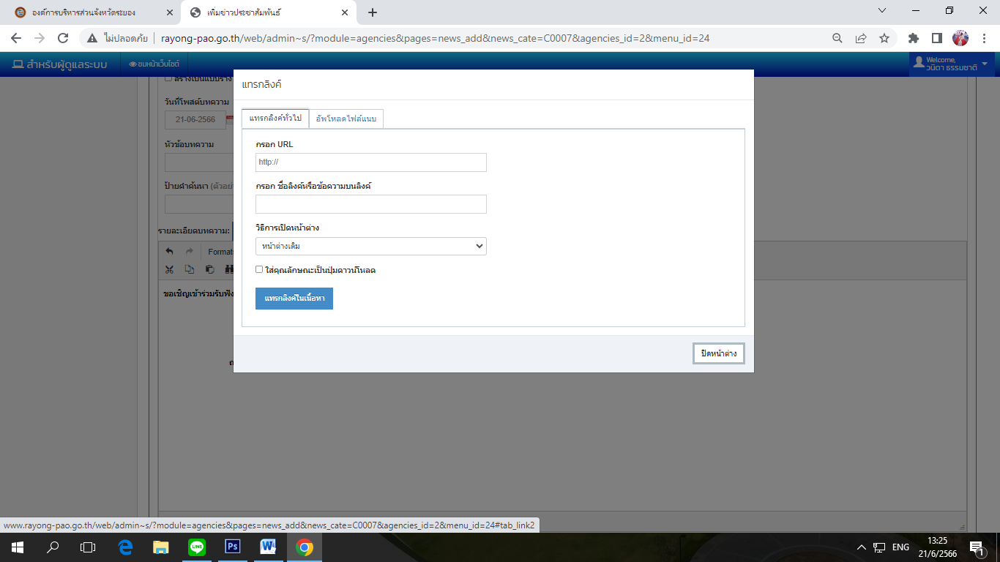 องค์การบริหารส่วนจังหวัดระยอง
เพิ่มข่าวประชาสัมพันธ์
ไม่ปลอดภัย
rayong-pao.go.th/web/admin~s/?module=agencies&pages=news_add&news_cate=C0007&agencies_id=2&menu_id=24
สำหรับผู้ดูแลระบบ
ชมหน้าเว็บไซต์
Welcome,
วนิดา ธรรมชาติ
สร้างเป็นแบบร่าง
แทรกลิงค์
วันที่โพสต์บทความ
21-06-2566
แทรกลิงค์ทั่วไป
อัพโหลดไฟล์แนบ
หัวข้อบทความ
กรอก URL
http://
ป้ายคำค้นหา
กรอก ชื่อลิงค์หรือข้อความบนลิงค์
รายละเอียดบทความ:
วิธีการเปิดหน้าต่าง
หน้าต่างเดิม
Formats
ใส่คุณลักษณะเป็นปุ่มดาวน์โหลด
ขอเชิญเข้าร่วมรับฟัง
แทรกลิงค์ในเนื้อหา
ปิดหน้าต่าง
www.rayong-pao.go.th/web/admin~s/?module=agencies&pages=news_add&news_cate=C0007&agencies_id=2&menu_id=24#tab_link2
LINE
Ps
W
ENG
13:25
21/6/2566
1